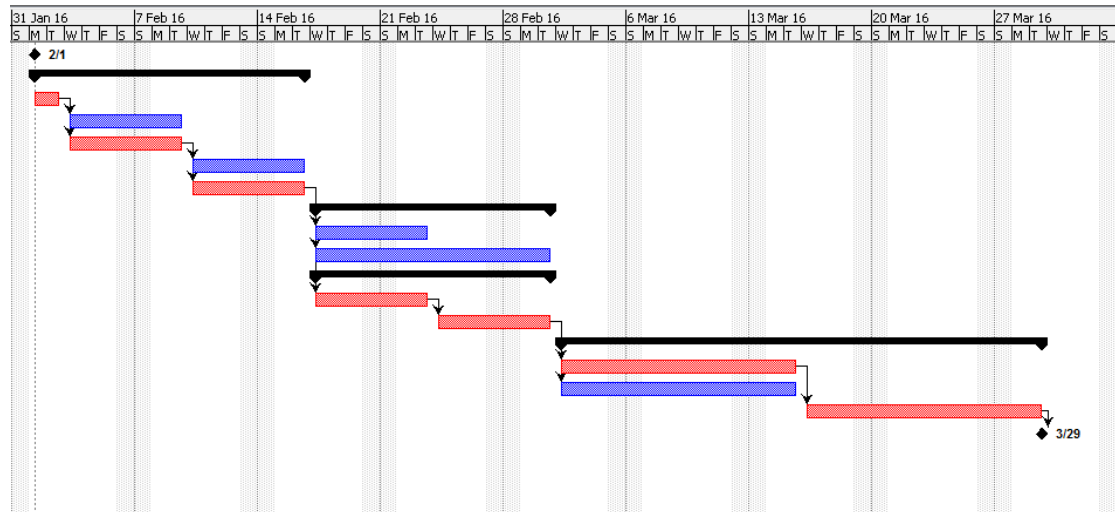 31 Jan 16 7 Feb 16 14 Feb 16 21 Feb 16 28 Feb 16 6 Mar 16 13 Mar 16 20 Mar 16 27 Mar 16
S M T W T F S S M T W T F S S M T W T F S S M T W T F S S M T W T F S S M T W T F S S M T W T F S S M T W T F S S M T W T F S
2/1
3/29